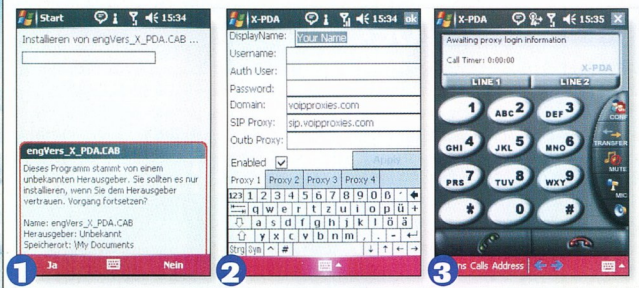 Start 15:34
Installieren von engVers_X_PDA.CAB ...
engVers_X_PDA.CAB
Dieses Programm stammt von einem
unbekannten Herausgeber. Sie sollten es nur
installieren, wenn Sie dem Herausgeber
vertrauen. Vorgang fortsetzen?
Name: engVers_X_PDA.CAB
Herausgeber: Unbekannt
Speicherort: \My Documents
1 Ja Nein
X-PDA 15:34 ok
DisplayName: Your Name
Username:
Auth User:
Password:
Domain: voipproxies.com
SIP Proxy: sip.voipproxies.com
Outb Proxy:
Enabled Apply
Proxy 1 Proxy 2 Proxy 3 Proxy 4
123 1 2 3 4 5 6 7 8 9 0 ß ´
q w e r t z u i o p ü +
a s d f g h j k l ö ä
y x c v b n m , . -
Strg Sym ^ #
2
X-PDA 15:35
Awaiting proxy login information
Call Timer: 0:00:00
X-PDA
LINE 1 LINE 2
1 ABC 2 DEF 3
GHI 4 JKL 5 MNO 6
PRS 7 TUV 8 WXY 9
* 0 #
CONF
TRANSFER
MUTE
MIC
3 ns Calls Address